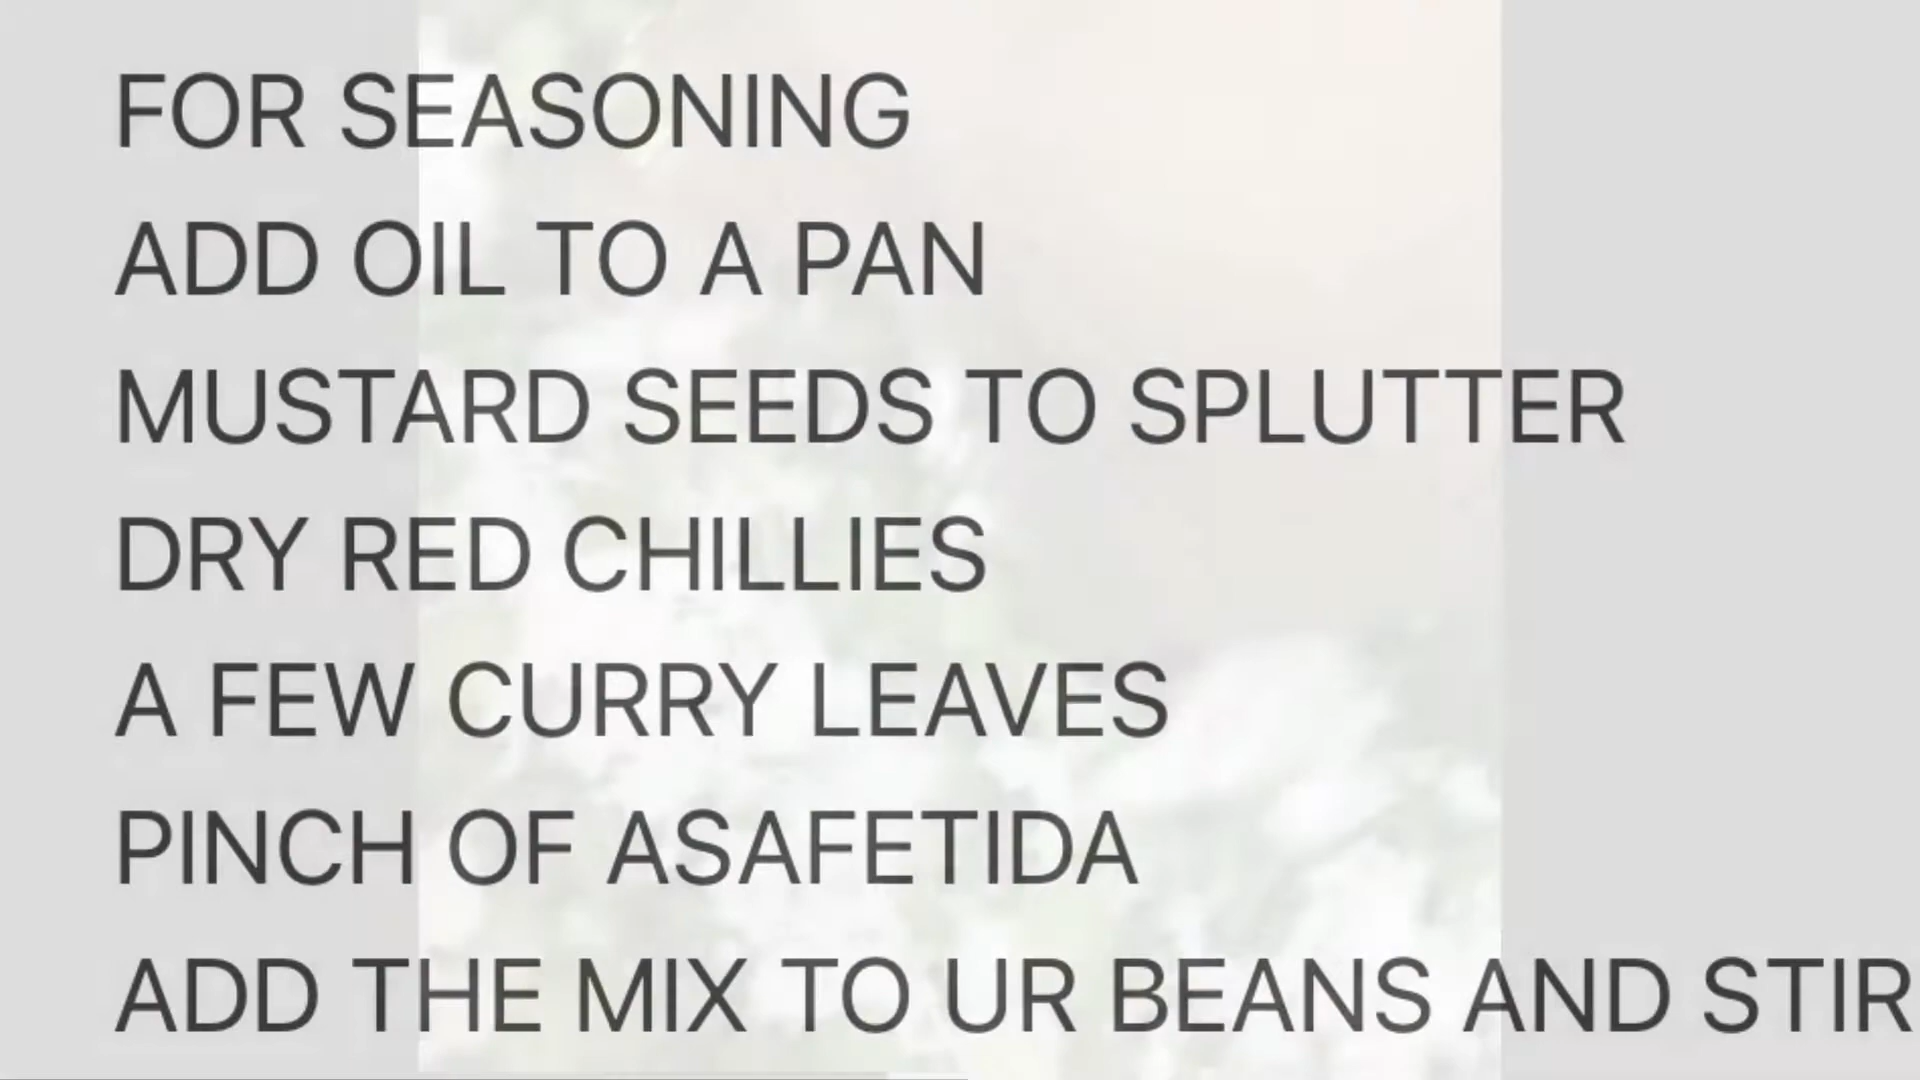 FOR SEASONING
ADD OIL TO A PAN
MUSTARD SEEDS TO SPLUTTER
DRY RED CHILLIES
A FEW CURRY LEAVES
PINCH OF ASAFETIDA
ADD THE MIX TO UR BEANS AND STIR